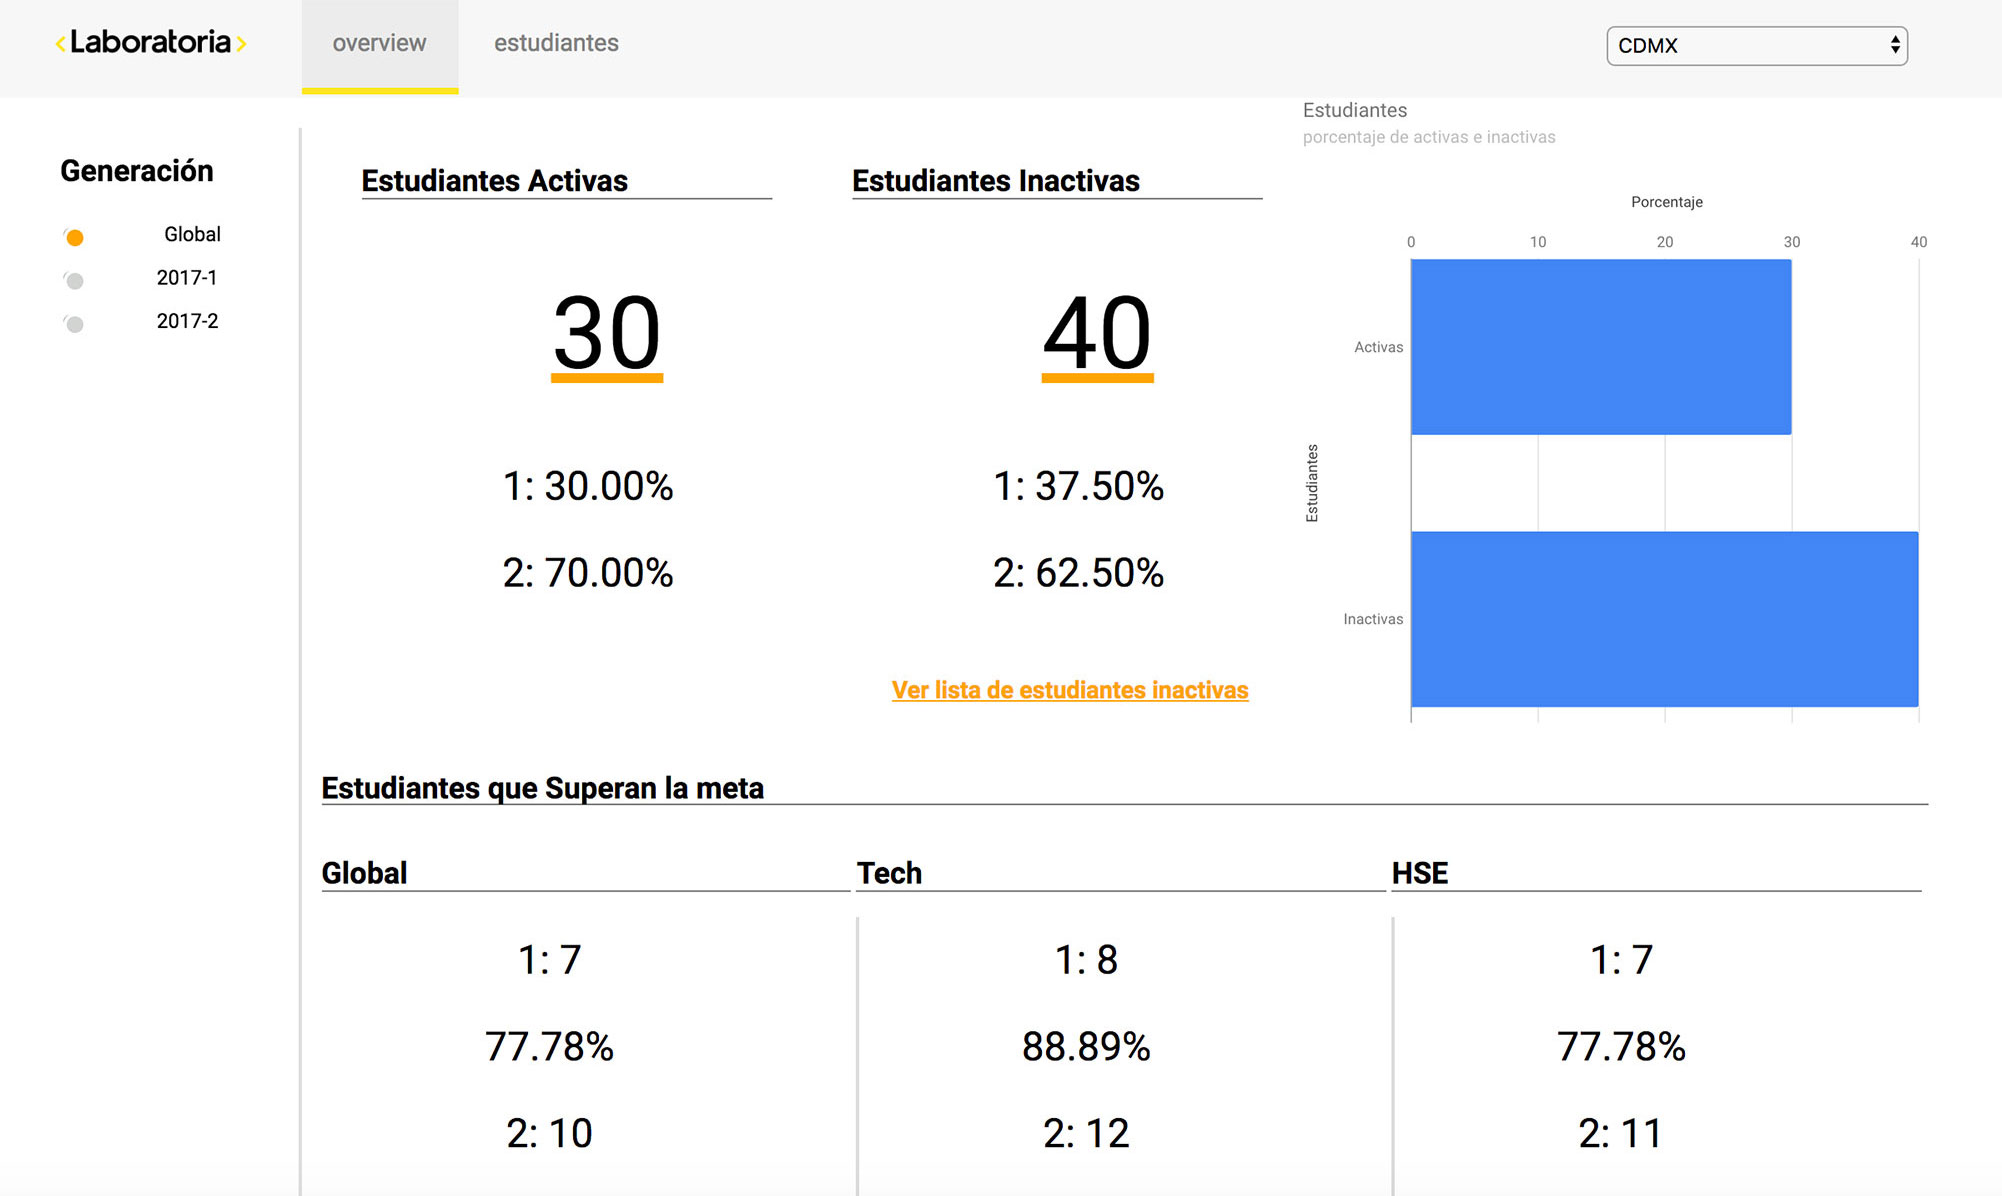 <Laboratoria>
overview
estudiantes
CDMX
Generación
Global
2017-1
2017-2
Estudiantes Activas
30
1: 30.00%
2: 70.00%
Estudiantes Inactivas
40
1: 37.50%
2: 62.50%
Ver lista de estudiantes inactivas
Estudiantes
porcentaje de activas e inactivas
Porcentaje
0 10 20 30 40
Activas
Estudiantes
Inactivas
Estudiantes que Superan la meta
Global
1: 7
77.78%
2: 10
Tech
1: 8
88.89%
2: 12
HSE
1: 7
77.78%
2: 11